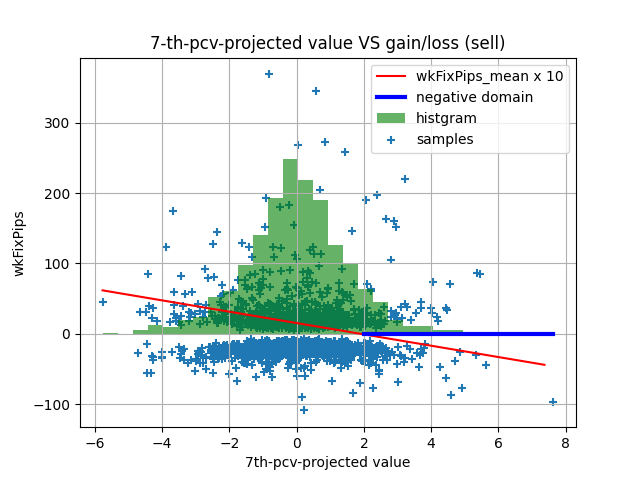 7-th-pcv-projected value VS gain/loss (sell)
wkFixPips_mean x 10
negative domain
histgram
samples
wkFixPips
300
200
100
0
−100
−6
−4
−2
0
2
4
6
8
7th-pcv-projected value